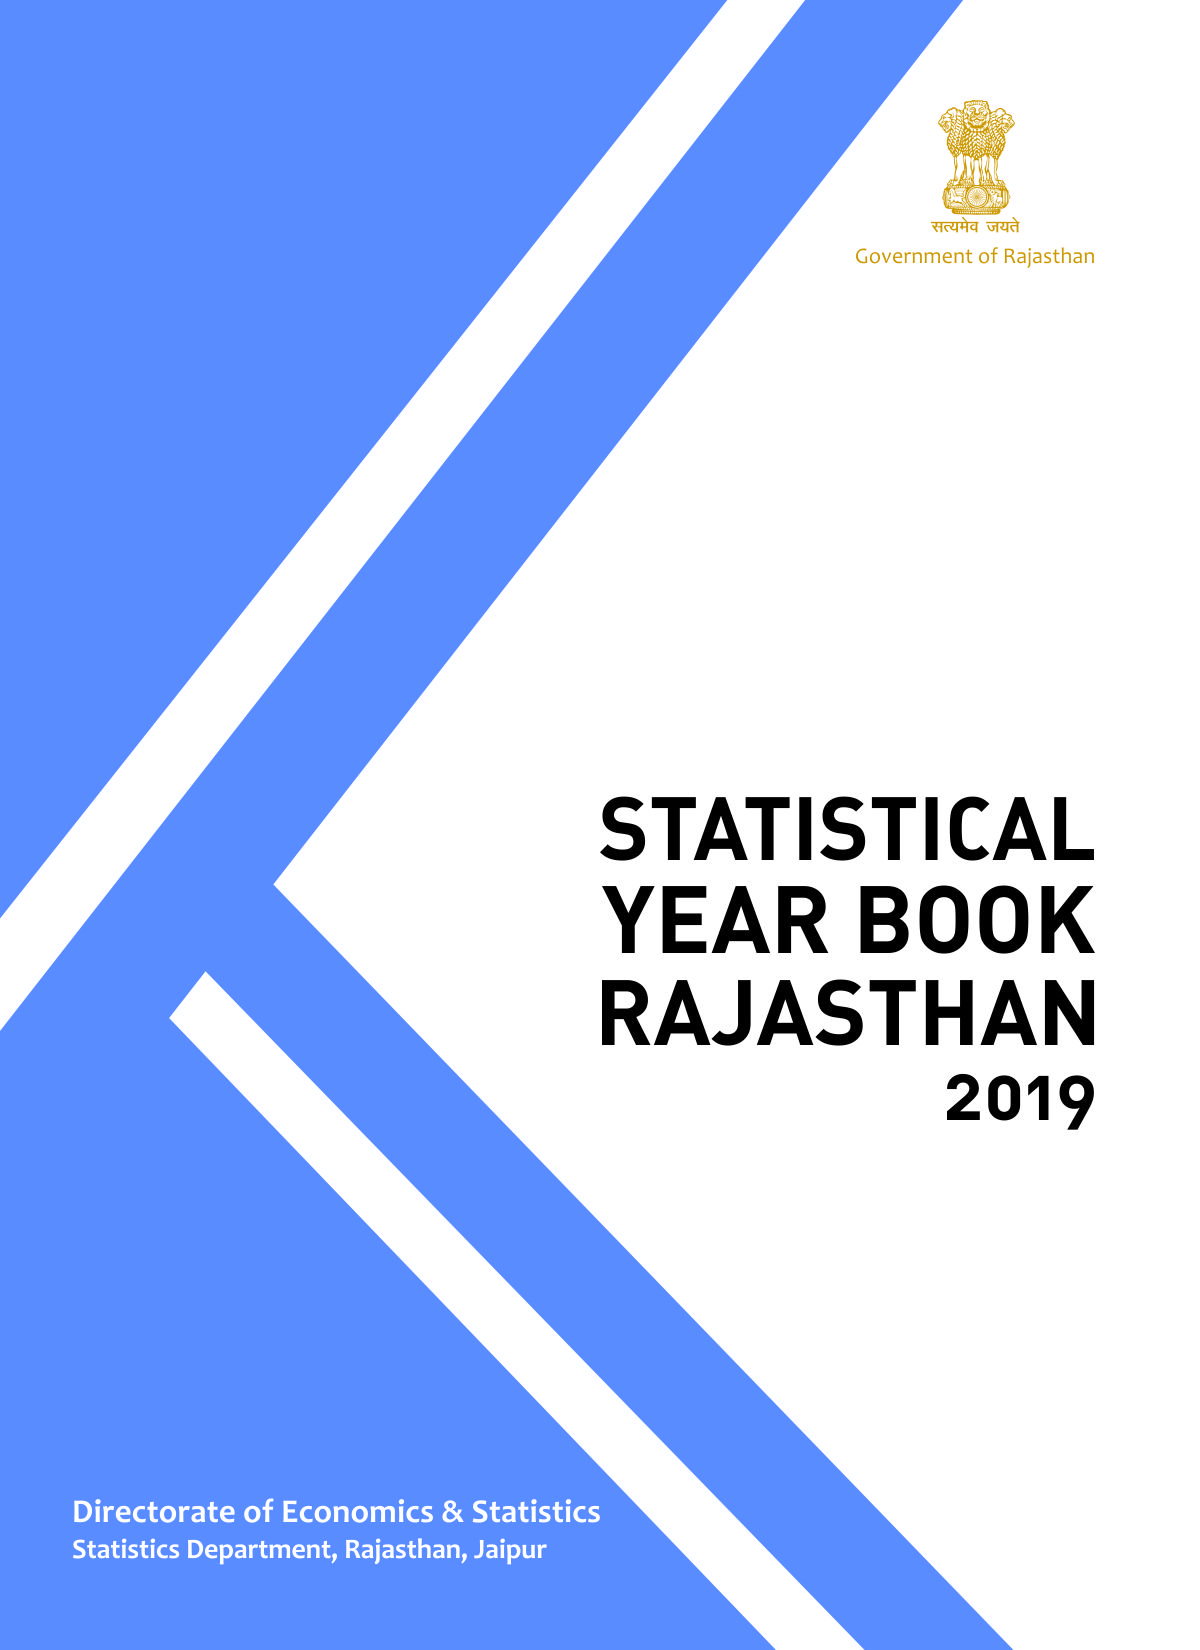 सत्यमेव जयते
Government of Rajasthan
STATISTICAL
YEAR BOOK
RAJASTHAN
2019
Directorate of Economics & Statistics
Statistics Department, Rajasthan, Jaipur